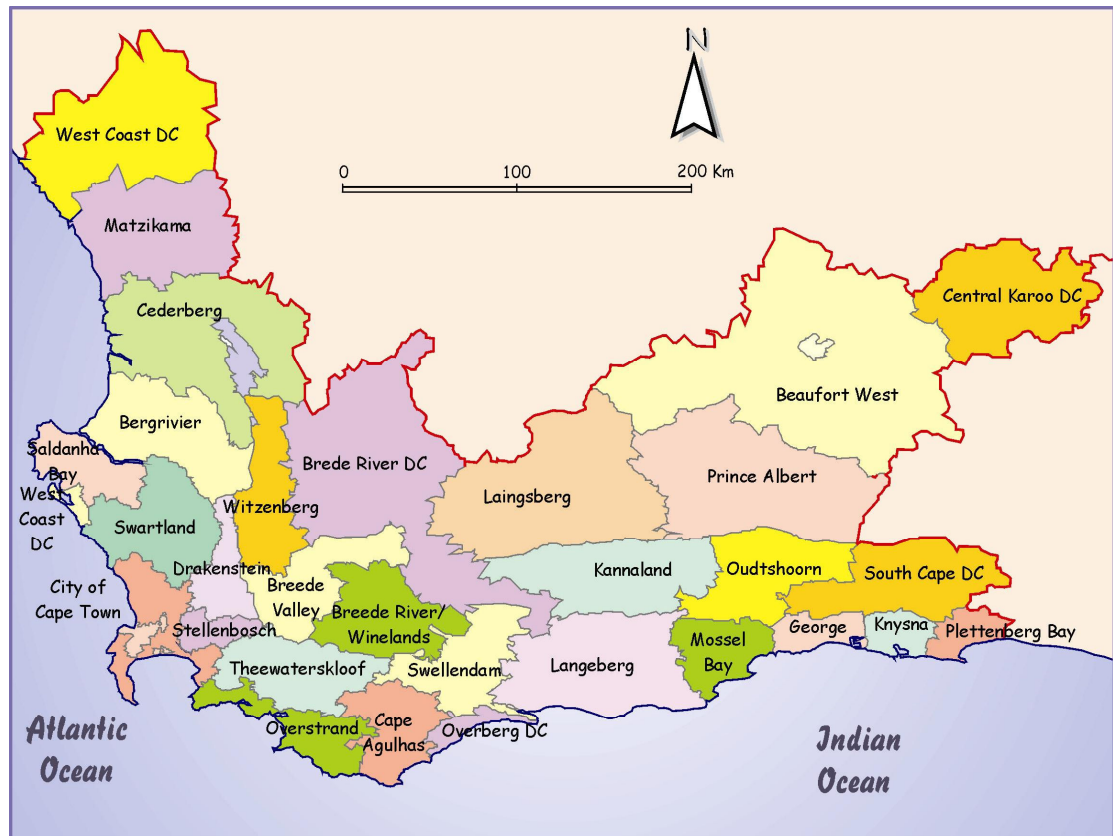 N
0 100 200 Km
West Coast DC
Matzikama
Cederberg
Central Karoo DC
Beaufort West
Bergrivier
Saldanha
Bay
Brede River DC
Laingsberg
Prince Albert
West
Coast
DC
Swartland
Witzenberg
Drakenstein
Kannaland
Oudtshoorn
South Cape DC
City of
Cape Town
Breede
Valley
Breede River/
Winelands
Stellenbosch
George
Knysna
Plettenberg Bay
Mossel
Bay
Theewaterskloof
Swellendam
Langeberg
Overstrand
Cape
Agulhas
Overberg DC
Atlantic
Ocean
Indian
Ocean